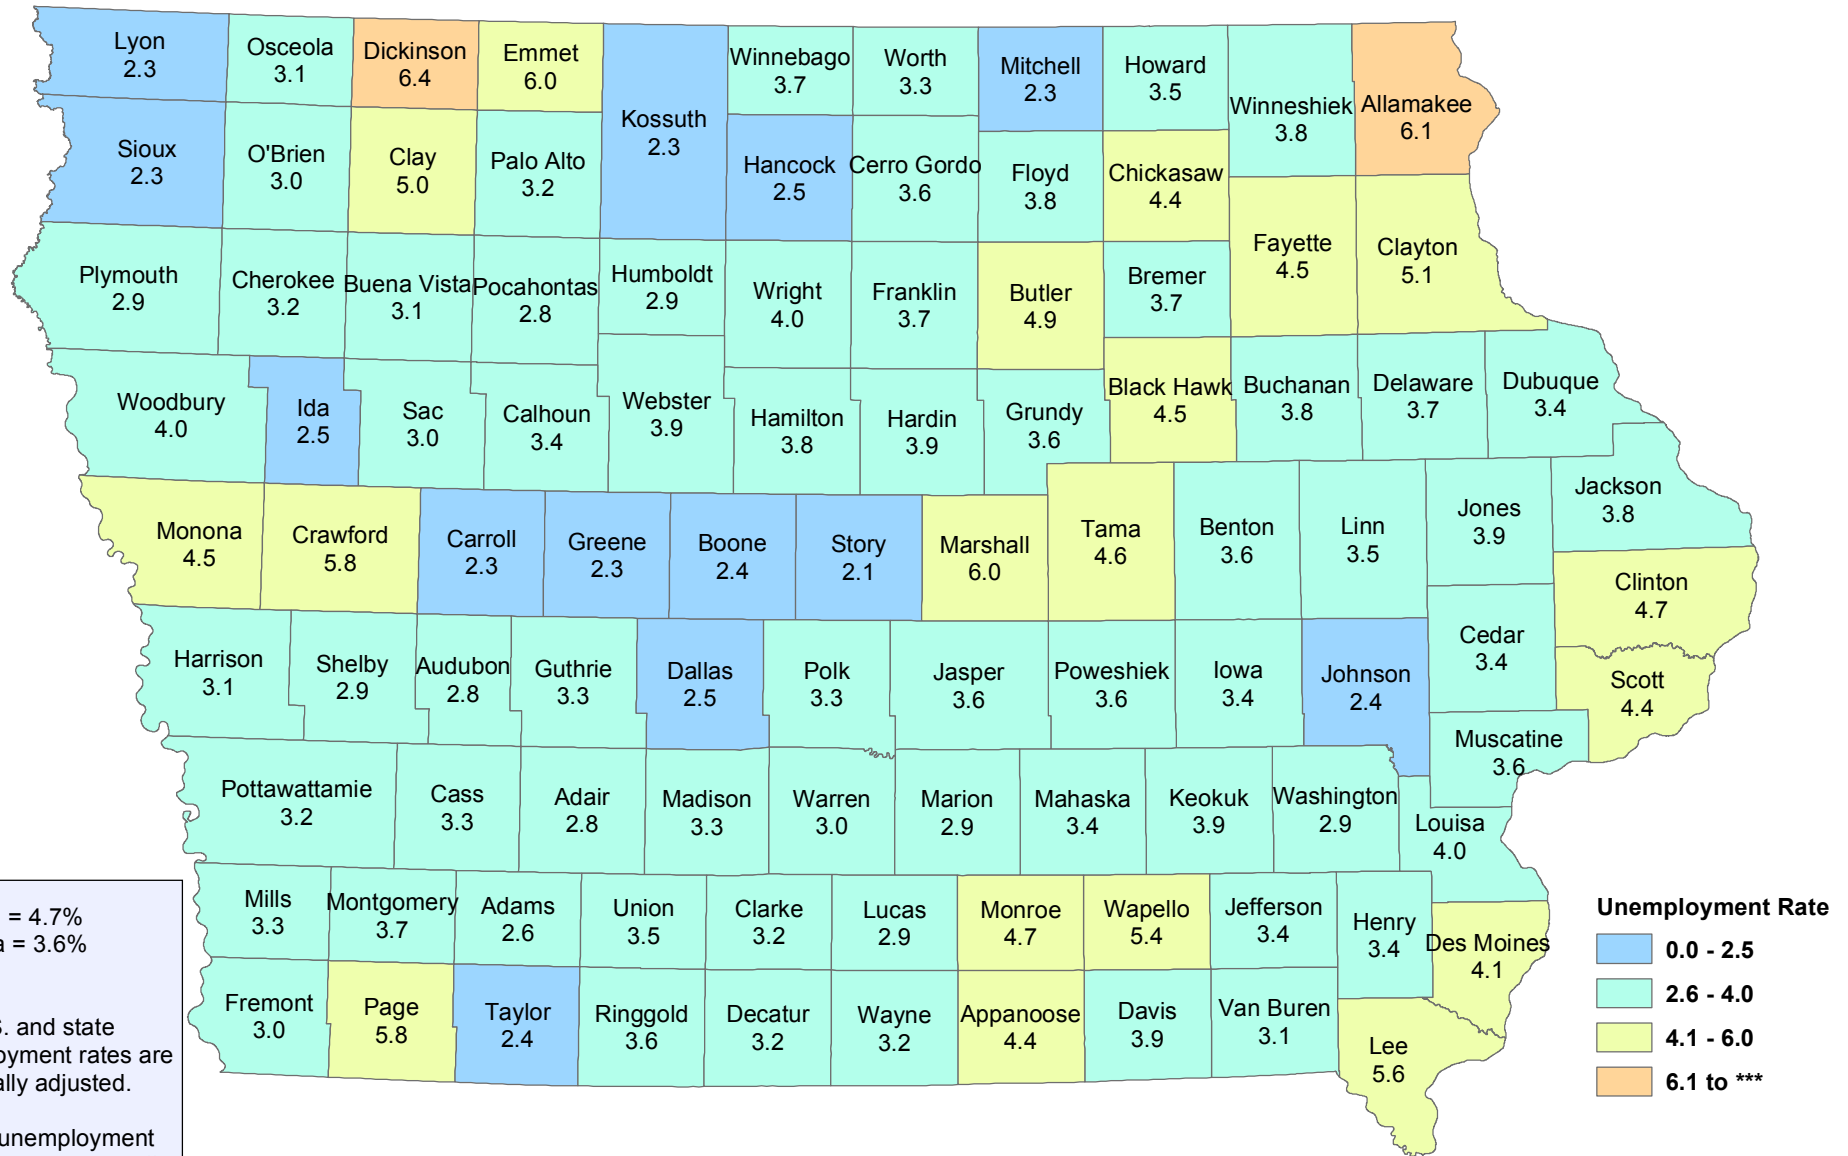 Lyon
2.3
Osceola
3.1
Dickinson
6.4
Emmet
6.0
Kossuth
2.3
Winnebago
3.7
Worth
3.3
Mitchell
2.3
Howard
3.5
Winneshiek
3.8
Allamakee
6.1
Sioux
2.3
O'Brien
3.0
Clay
5.0
Palo Alto
3.2
Hancock
2.5
Cerro Gordo
3.6
Floyd
3.8
Chickasaw
4.4
Fayette
4.5
Clayton
5.1
Plymouth
2.9
Cherokee
3.2
Buena Vista
3.1
Pocahontas
2.8
Humboldt
2.9
Wright
4.0
Franklin
3.7
Butler
4.9
Bremer
3.7
Woodbury
4.0
Ida
2.5
Sac
3.0
Calhoun
3.4
Webster
3.9
Hamilton
3.8
Hardin
3.9
Grundy
3.6
Black Hawk
4.5
Buchanan
3.8
Delaware
3.7
Dubuque
3.4
Monona
4.5
Crawford
5.8
Carroll
2.3
Greene
2.3
Boone
2.4
Story
2.1
Marshall
6.0
Tama
4.6
Benton
3.6
Linn
3.5
Jones
3.9
Jackson
3.8
Clinton
4.7
Harrison
3.1
Shelby
2.9
Audubon
2.8
Guthrie
3.3
Dallas
2.5
Polk
3.3
Jasper
3.6
Poweshiek
3.6
Iowa
3.4
Johnson
2.4
Cedar
3.4
Scott
4.4
Muscatine
3.6
Pottawattamie
3.2
Cass
3.3
Adair
2.8
Madison
3.3
Warren
3.0
Marion
2.9
Mahaska
3.4
Keokuk
3.9
Washington
2.9
Louisa
4.0
Mills
3.3
Montgomery
3.7
Adams
2.6
Union
3.5
Clarke
3.2
Lucas
2.9
Monroe
4.7
Wapello
5.4
Jefferson
3.4
Henry
3.4
Des Moines
4.1
Fremont
3.0
Page
5.8
Taylor
2.4
Ringgold
3.6
Decatur
3.2
Wayne
3.2
Appanoose
4.4
Davis
3.9
Van Buren
3.1
Lee
5.6
= 4.7%
a = 3.6%
S. and state
oyment rates are
ally adjusted.
unemployment
Unemployment Rate
0.0 - 2.5
2.6 - 4.0
4.1 - 6.0
6.1 to ***